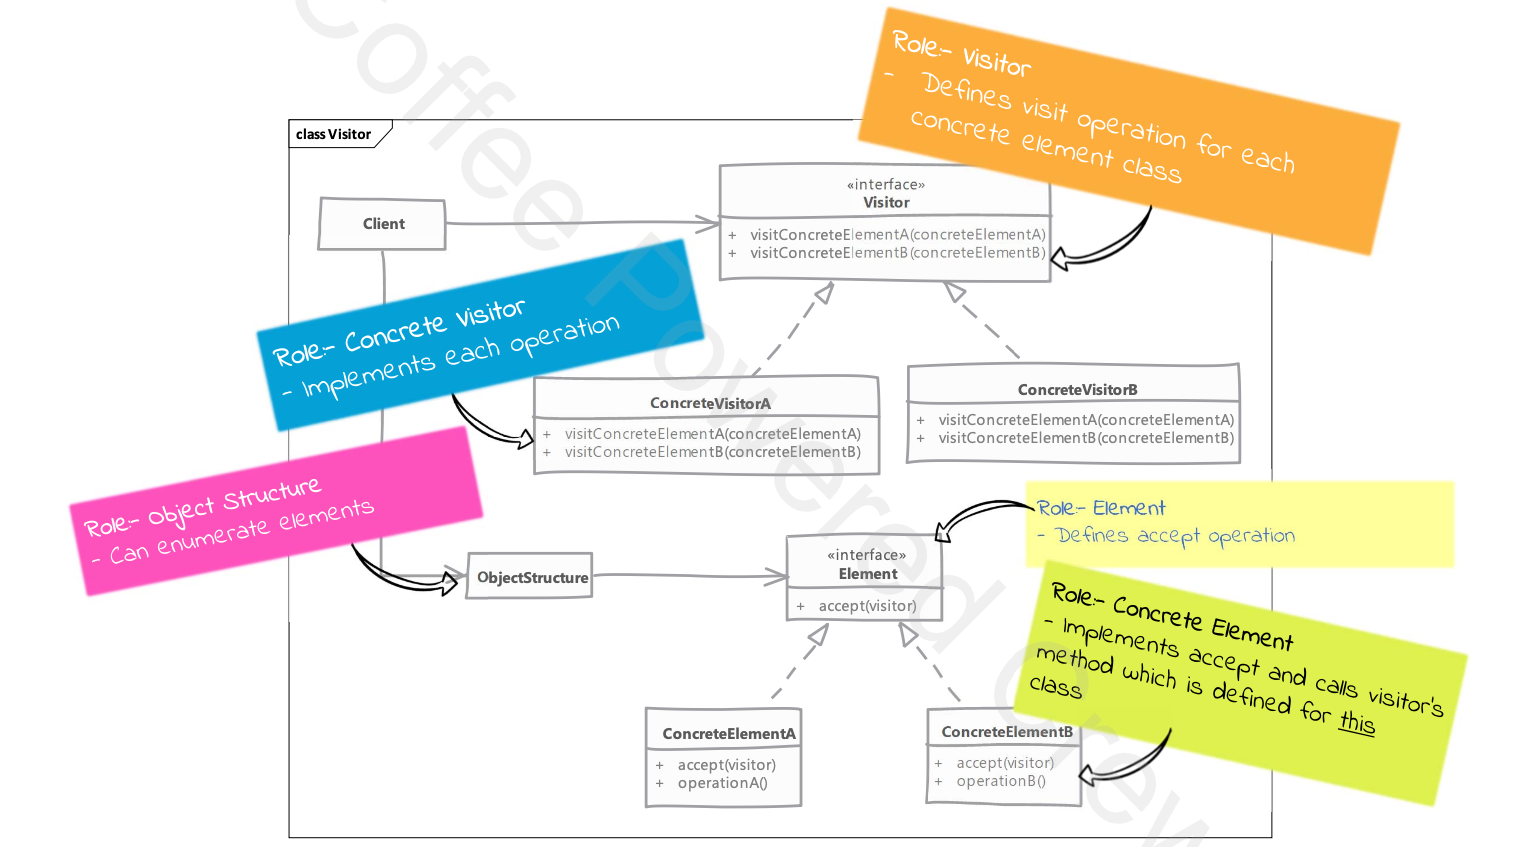 Coffee Powered Crew
Role:- Visitor
- Defines visit operation for each
concrete element class
class Visitor
Client
«interface»
Visitor
+ visitConcreteElementA(concreteElementA)
+ visitConcreteElementB(concreteElementB)
Role:- Concrete Visitor
- Implements each operation
ConcreteVisitorA
+ visitConcreteElementA(concreteElementA)
+ visitConcreteElementB(concreteElementB)
ConcreteVisitorB
+ visitConcreteElementA(concreteElementA)
+ visitConcreteElementB(concreteElementB)
Role:- Object Structure
- Can enumerate elements
Role:- Element
- Defines accept operation
ObjectStructure
«interface»
Element
+ accept(visitor)
Role:- Concrete Element
- Implements accept and calls visitor's
method which is defined for this
class
ConcreteElementA
+ accept(visitor)
+ operationA()
ConcreteElementB
+ accept(visitor)
+ operationB()